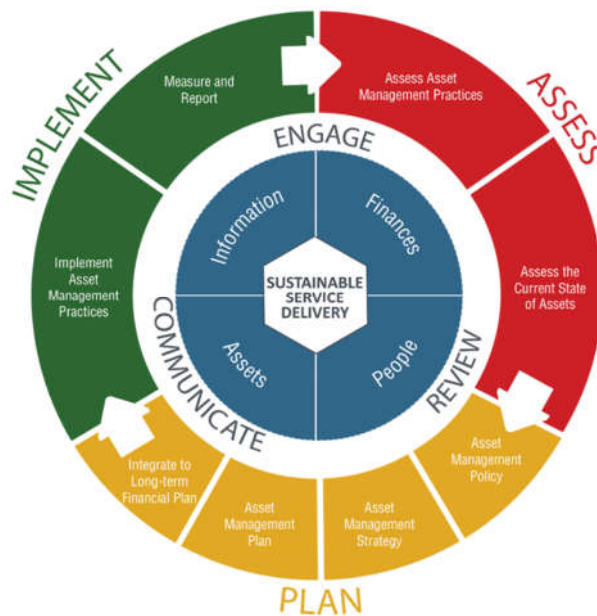 IMPLEMENT
Measure and
Report
Assess Asset
Management Practices
ASSESS
ENGAGE
Information
Finances
Implement
Asset
Management
Practices
SUSTAINABLE
SERVICE
DELIVERY
Assess the
Current State
of Assets
COMMUNICATE
Assets
People
REVIEW
Integrate to
Long-term
Financial Plan
Asset
Management
Plan
Asset
Management
Strategy
Asset
Management
Policy
PLAN